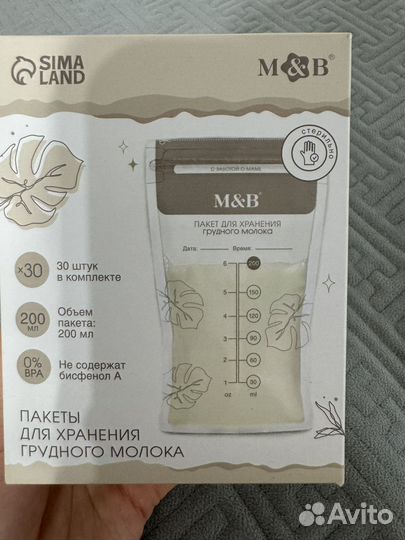 SIMA
LAND
M&B®
стерильно
С ЗАБОТОЙ О МАМЕ
M&B®
ПАКЕТ ДЛЯ ХРАНЕНИЯ
грудного молока
Дата: Время:
6 200
5 150
4 120
3 90
2 60
1 30
oz ml
×30
30 штук
в комплекте
200
МЛ
Объем
пакета:
200 мл
0%
BPA
Не содержат
бисфенол А
ПАКЕТЫ
ДЛЯ ХРАНЕНИЯ
ГРУДНОГО МОЛОКА
Avito